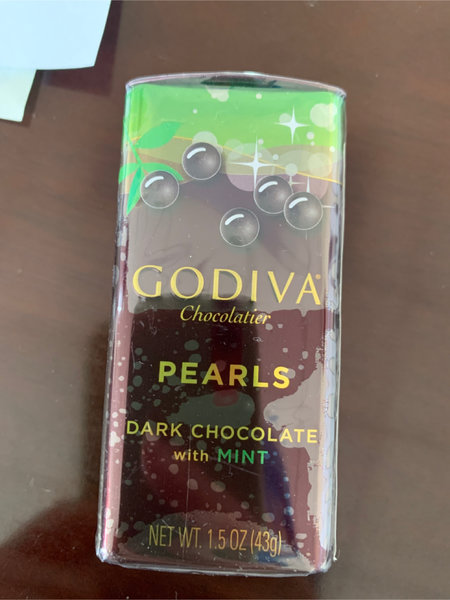 GODIVA®
Chocolatier
PEARLS
DARK CHOCOLATE
with MINT
NET WT. 1.5 OZ (43g)